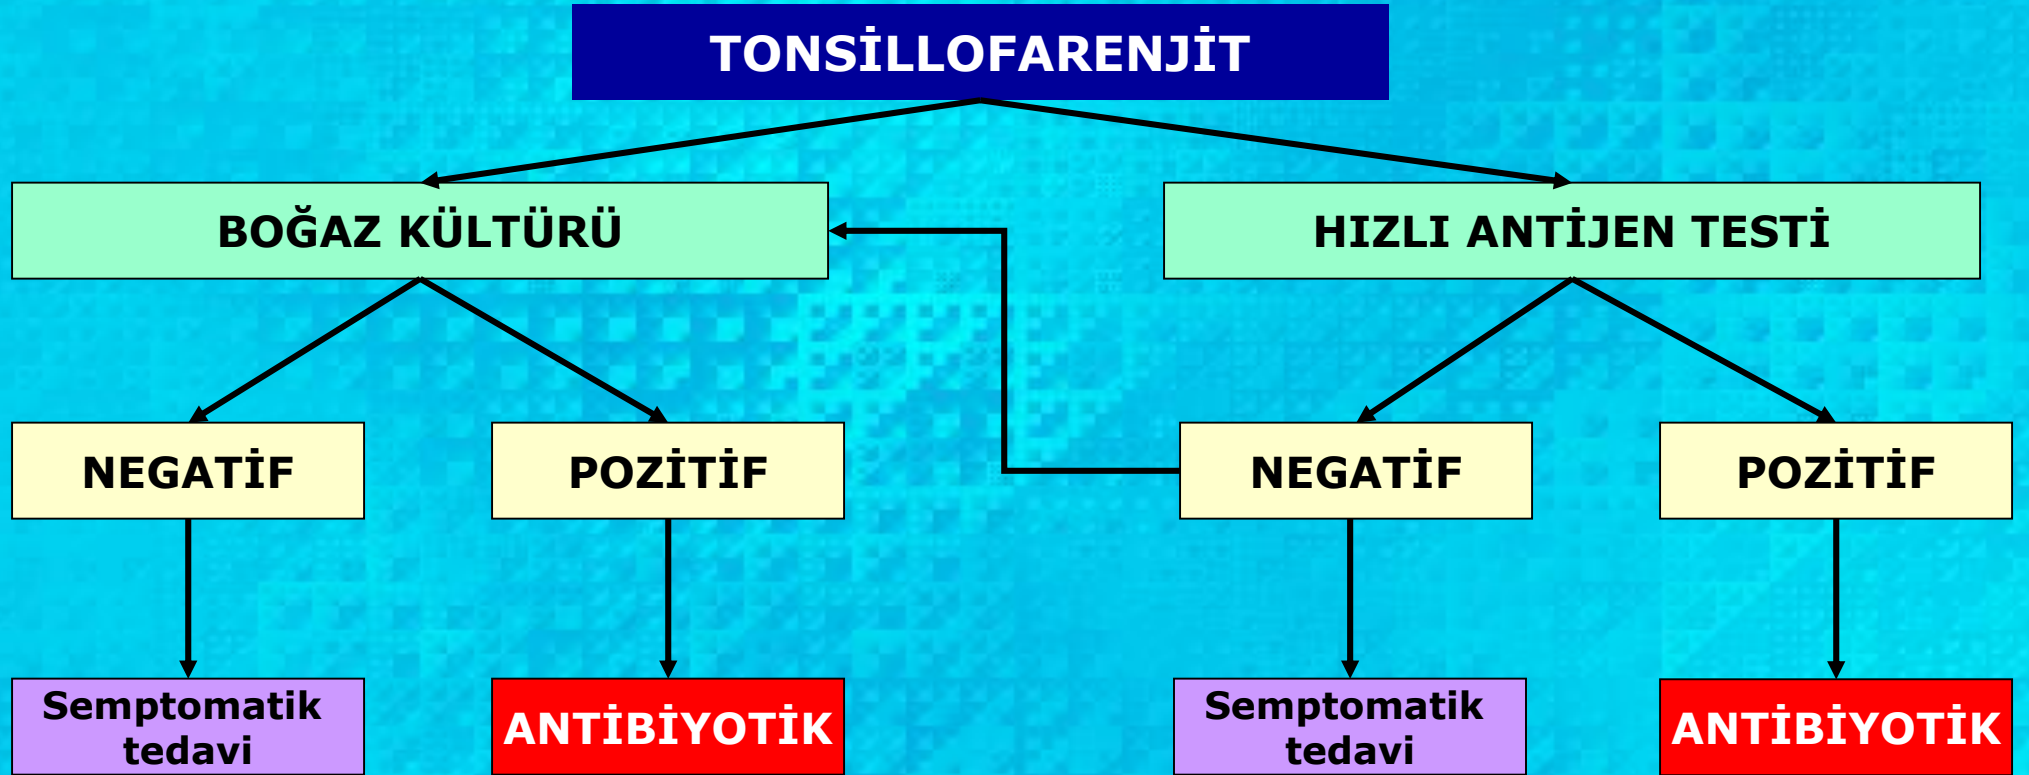 TONSİLLOFARENJİT
BOĞAZ KÜLTÜRÜ
HIZLI ANTİJEN TESTİ
NEGATİF
POZİTİF
NEGATİF
POZİTİF
Semptomatik
tedavi
ANTİBİYOTİK
Semptomatik
tedavi
ANTİBİYOTİK